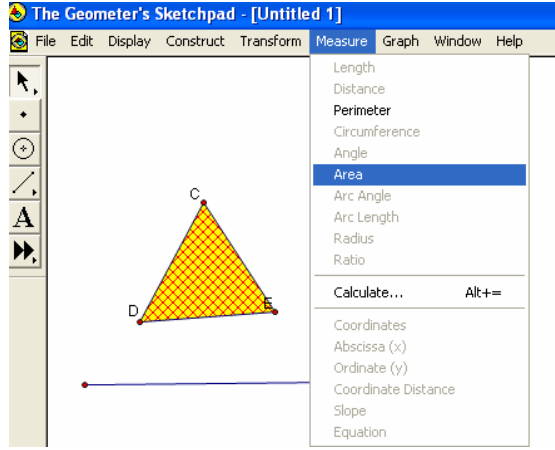 The Geometer's Sketchpad - [Untitled 1]
File Edit Display Construct Transform Measure Graph Window Help
Length
Distance
Perimeter
Circumference
Angle
Area
Arc Angle
Arc Length
Radius
Ratio
Calculate... Alt+=
Coordinates
Abscissa (x)
Ordinate (y)
Coordinate Distance
Slope
Equation
A
C
D
E